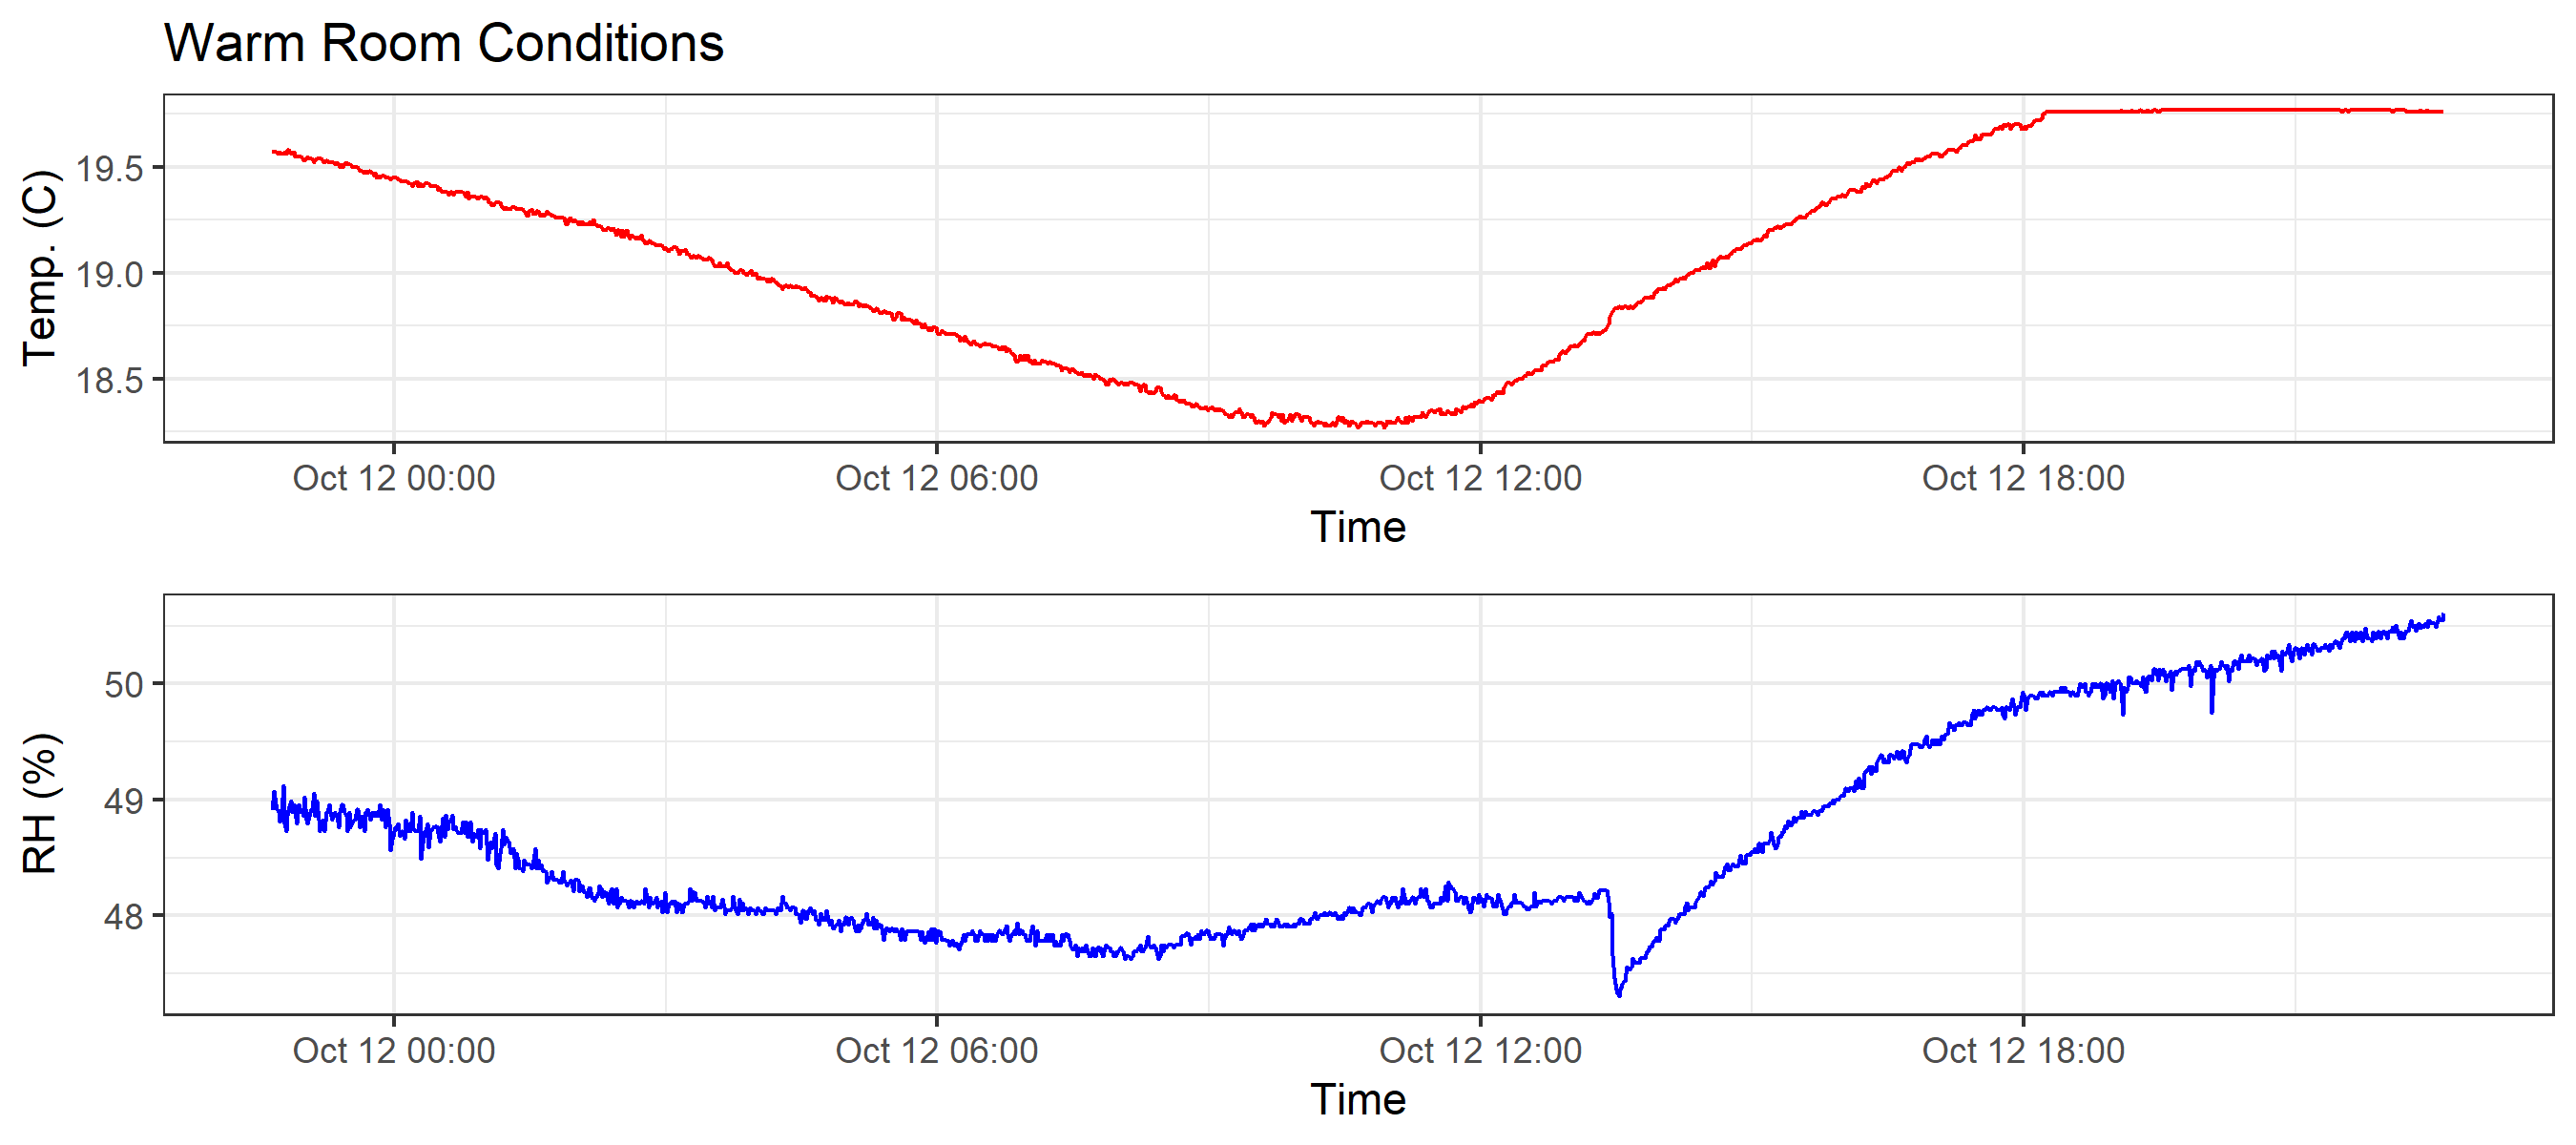 Warm Room Conditions
Temp. (C)
19.5
19.0
18.5
Oct 12 00:00 Oct 12 06:00 Oct 12 12:00 Oct 12 18:00
Time
RH (%)
50
49
48
Oct 12 00:00 Oct 12 06:00 Oct 12 12:00 Oct 12 18:00
Time